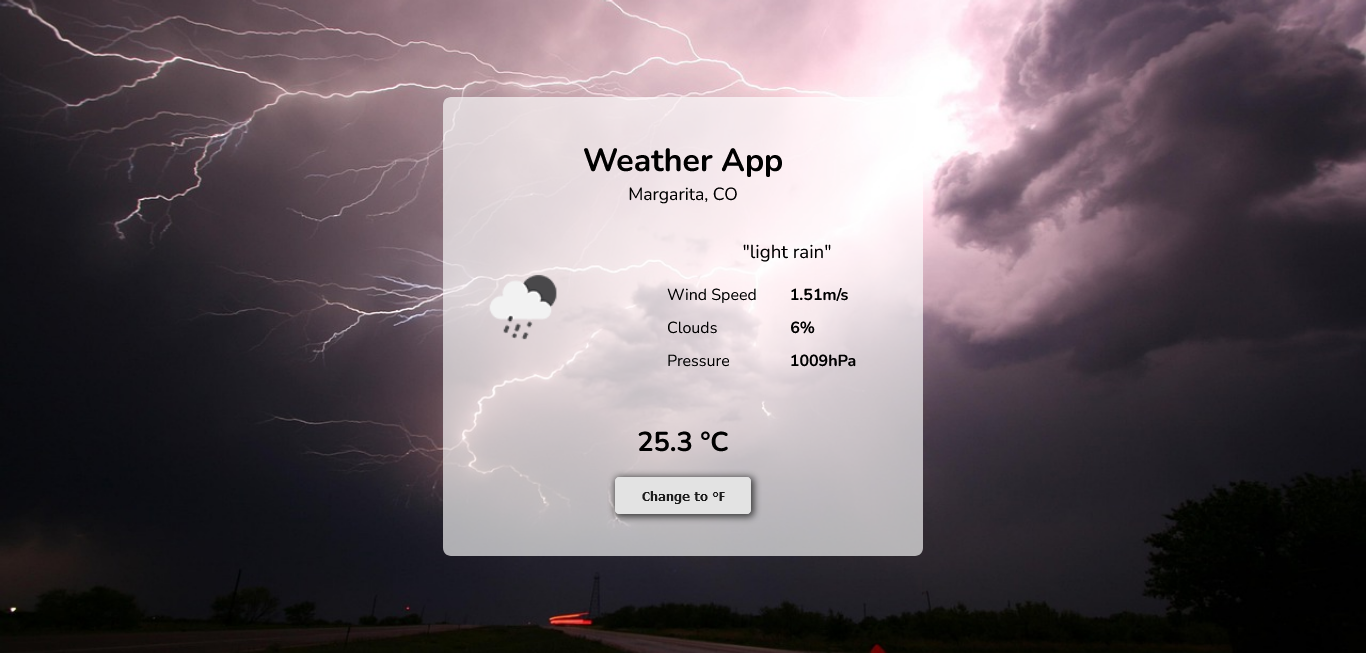 Weather App
Margarita, CO
"light rain"
Wind Speed 1.51m/s
Clouds 6%
Pressure 1009hPa
25.3 °C
Change to °F